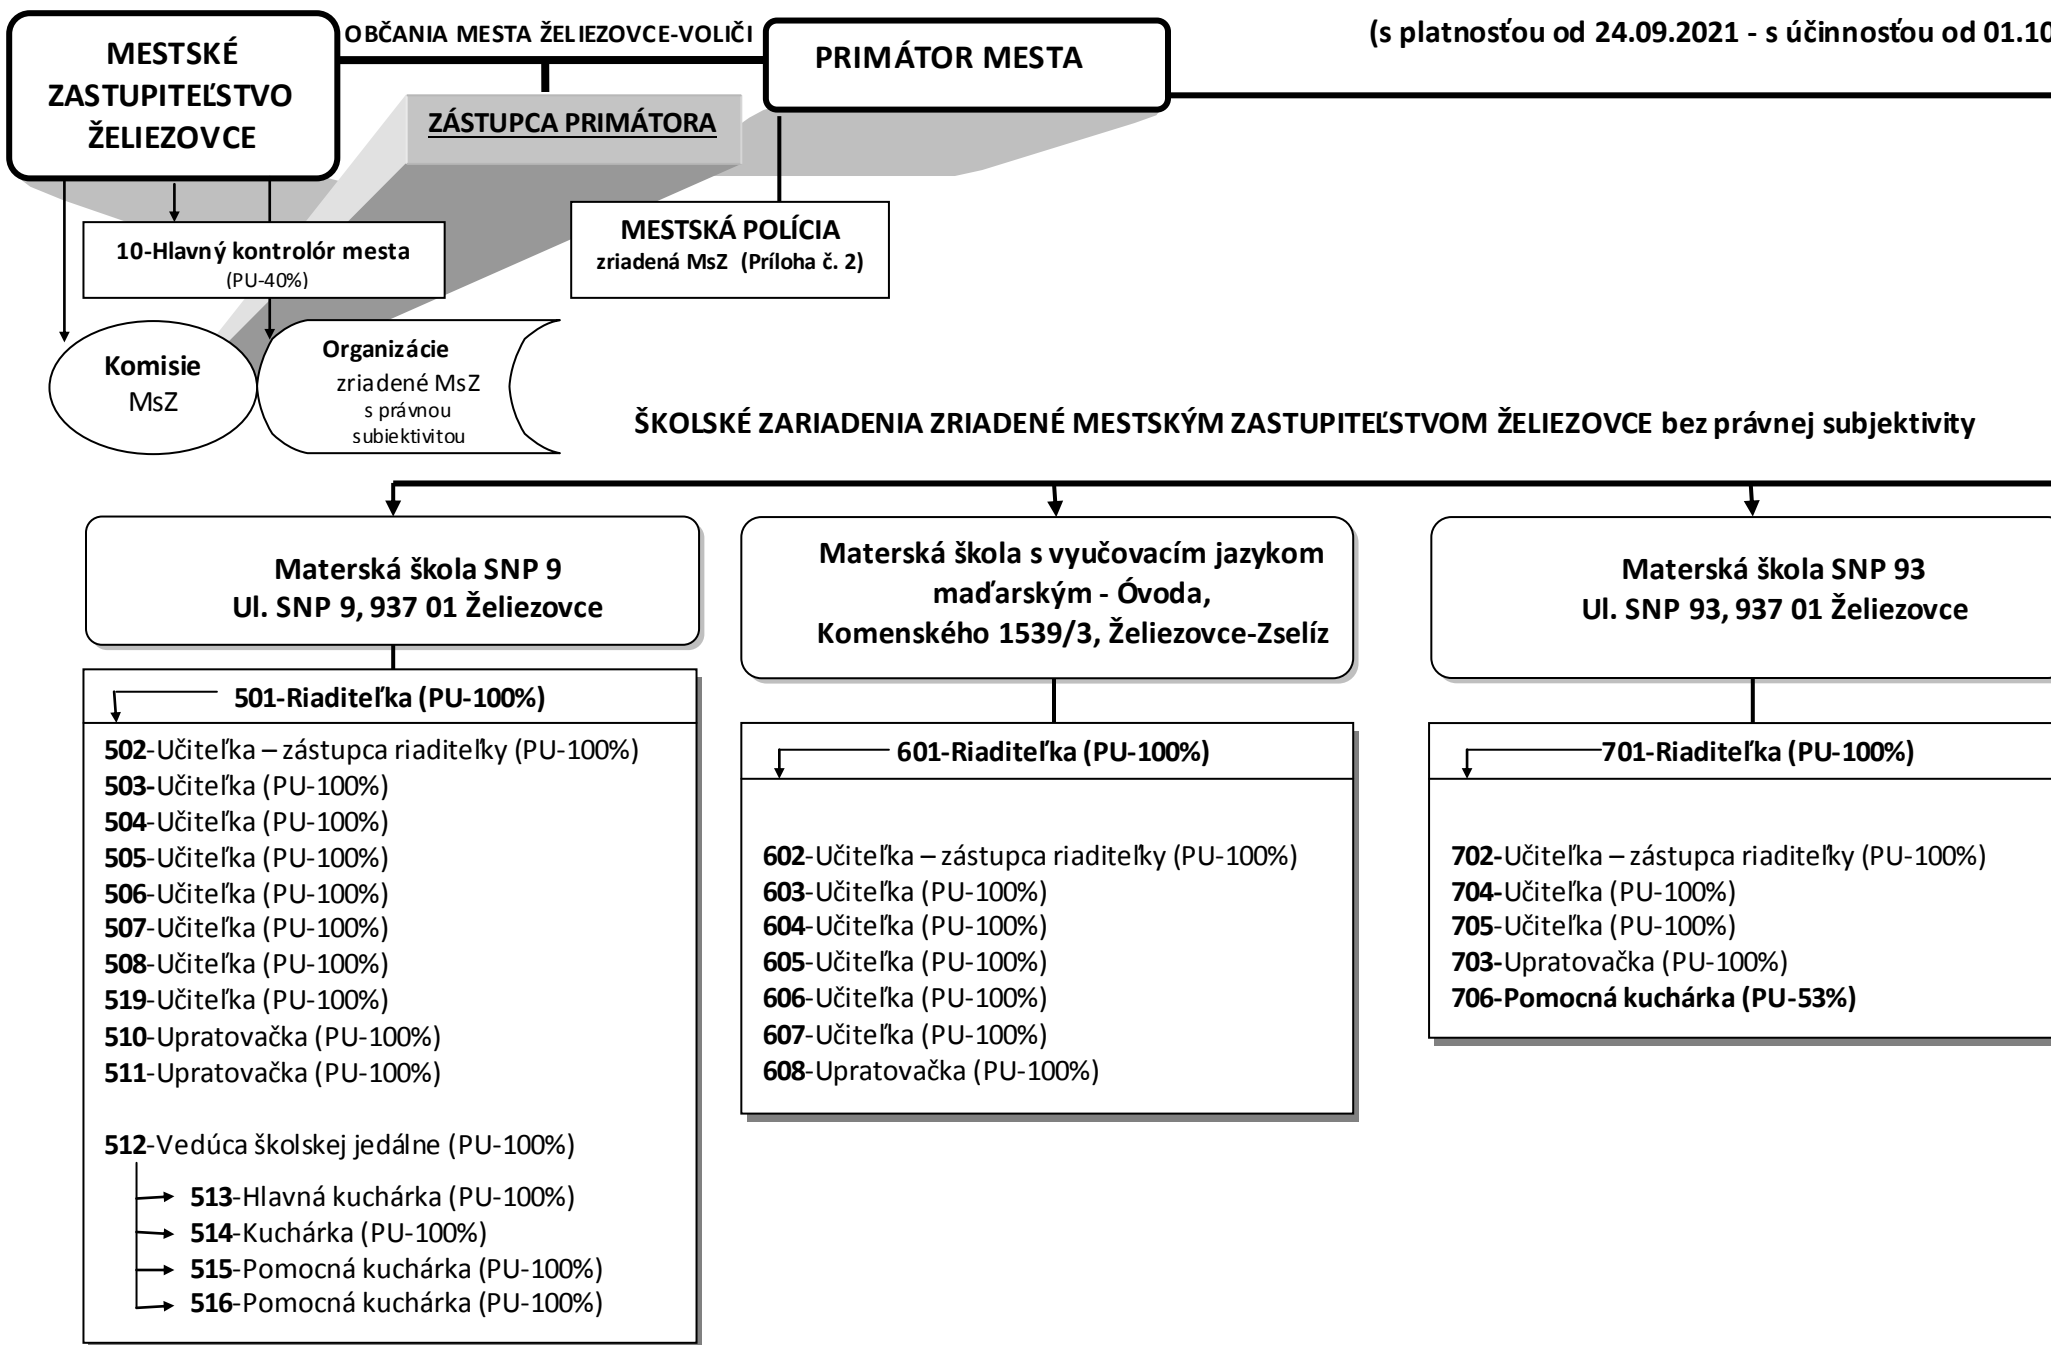 OBČANIA MESTA ŽELIEZOVCE-VOLIČI
(s platnosťou od 24.09.2021 - s účinnosťou od 01.10
MESTSKÉ
ZASTUPITEĽSTVO
ŽELIEZOVCE
PRIMÁTOR MESTA
ZÁSTUPCA PRIMÁTORA
10-Hlavný kontrolór mesta
(PU-40%)
MESTSKÁ POLÍCIA
zriadená MsZ (Príloha č. 2)
Komisie
MsZ
Organizácie
zriadené MsZ
s právnou
subiektivitou
ŠKOLSKÉ ZARIADENIA ZRIADENÉ MESTSKÝM ZASTUPITEĽSTVOM ŽELIEZOVCE bez právnej subjektivity
Materská škola SNP 9
Ul. SNP 9, 937 01 Želiezovce
501-Riaditeľka (PU-100%)
502-Učiteľka – zástupca riaditeľky (PU-100%)
503-Učiteľka (PU-100%)
504-Učiteľka (PU-100%)
505-Učiteľka (PU-100%)
506-Učiteľka (PU-100%)
507-Učiteľka (PU-100%)
508-Učiteľka (PU-100%)
519-Učiteľka (PU-100%)
510-Upratovačka (PU-100%)
511-Upratovačka (PU-100%)
512-Vedúca školskej jedálne (PU-100%)
513-Hlavná kuchárka (PU-100%)
514-Kuchárka (PU-100%)
515-Pomocná kuchárka (PU-100%)
516-Pomocná kuchárka (PU-100%)
Materská škola s vyučovacím jazykom
maďarským - Óvoda,
Komenského 1539/3, Želiezovce-Zselíz
601-Riaditeľka (PU-100%)
602-Učiteľka – zástupca riaditeľky (PU-100%)
603-Učiteľka (PU-100%)
604-Učiteľka (PU-100%)
605-Učiteľka (PU-100%)
606-Učiteľka (PU-100%)
607-Učiteľka (PU-100%)
608-Upratovačka (PU-100%)
Materská škola SNP 93
Ul. SNP 93, 937 01 Želiezovce
701-Riaditeľka (PU-100%)
702-Učiteľka – zástupca riaditeľky (PU-100%)
704-Učiteľka (PU-100%)
705-Učiteľka (PU-100%)
703-Upratovačka (PU-100%)
706-Pomocná kuchárka (PU-53%)